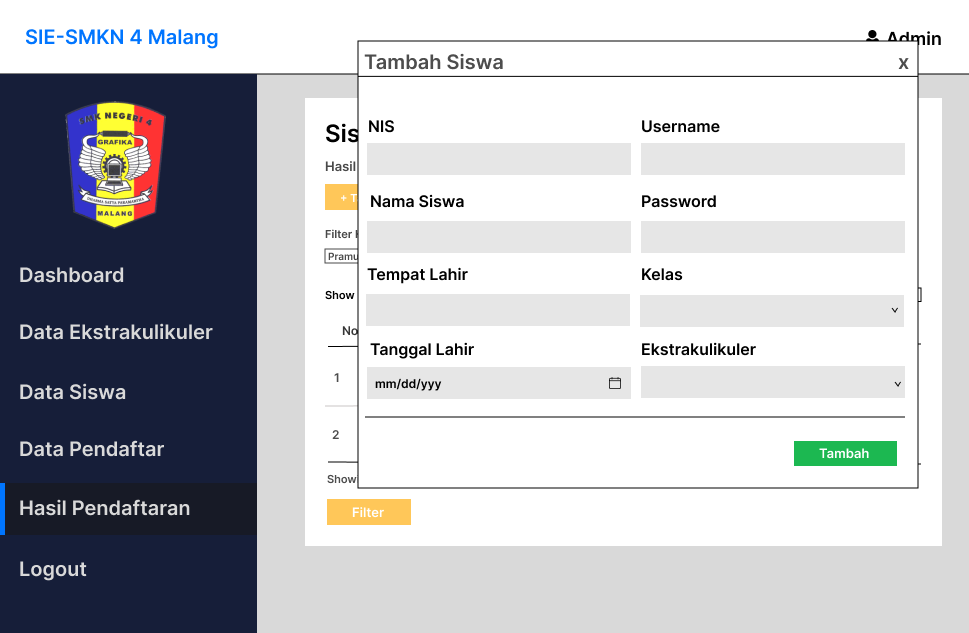 SIE-SMKN 4 Malang
Admin
SMK NEGERI 4
GRAFIKA
MALANG
Dashboard
Data Ekstrakulikuler
Data Siswa
Data Pendaftar
Hasil Pendaftaran
Logout
Tambah Siswa x
NIS Username
Nama Siswa Password
Tempat Lahir Kelas
Tanggal Lahir Ekstrakulikuler
mm/dd/yyy
Tambah
Sis
Hasil
+ T
Filter
Pramu
Show
No
1
2
Show
Filter